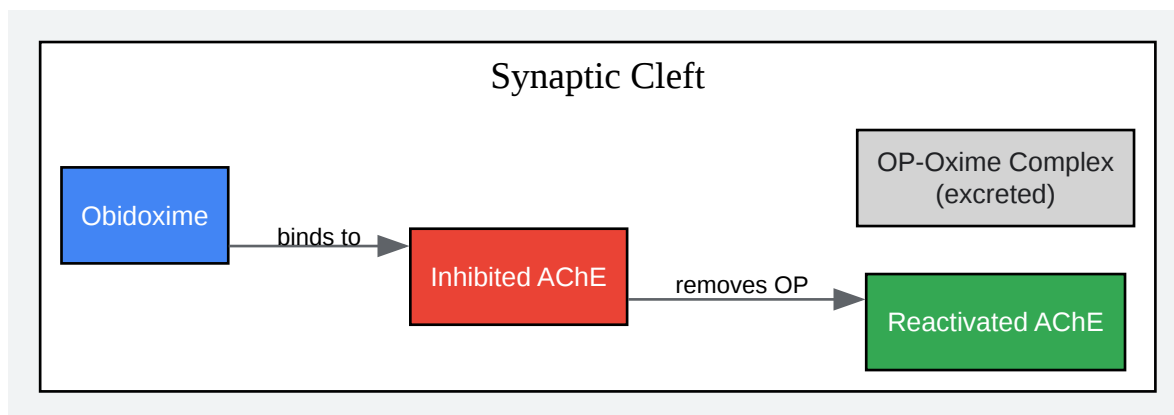 Synaptic Cleft
OP-Oxime Complex
(excreted)
Obidoxime
binds to
Inhibited AChE
removes OP
Reactivated AChE